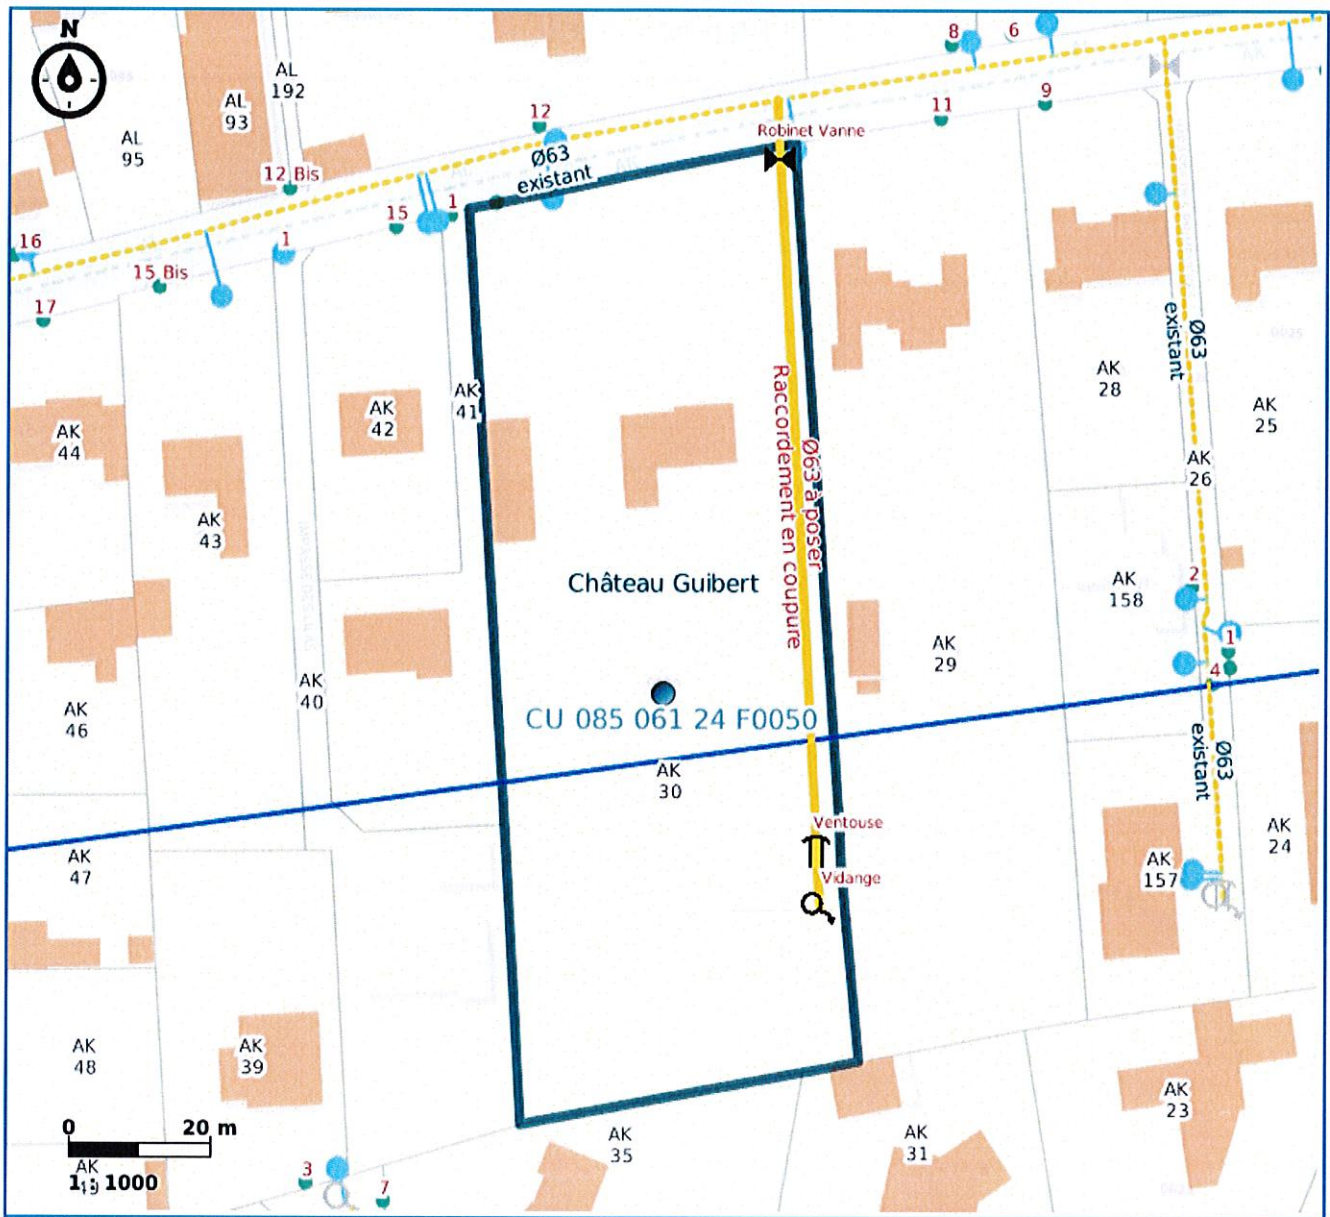 N
AL
192
AL
93
AL
95
12 Bis
12
Ø63
existant
8
6
9
11
Robinet Vanne
16
15 Bis
17
1
15
1
AK
41
AK
42
AK
44
AK
43
Raccordement en coupure
Ø63 à poser
Ø63
existant
AK
28
AK
25
AK
26
Château Guibert
AK
158
2
1
4
AK
29
AK
40
AK
46
CU 085 061 24 F0050
AK
30
Ø63
existant
Ventouse
Vidange
AK
47
AK
157
AK
24
AK
48
AK
39
AK
23
AK
35
AK
31
0 20 m
AK
1 : 1000
3
7